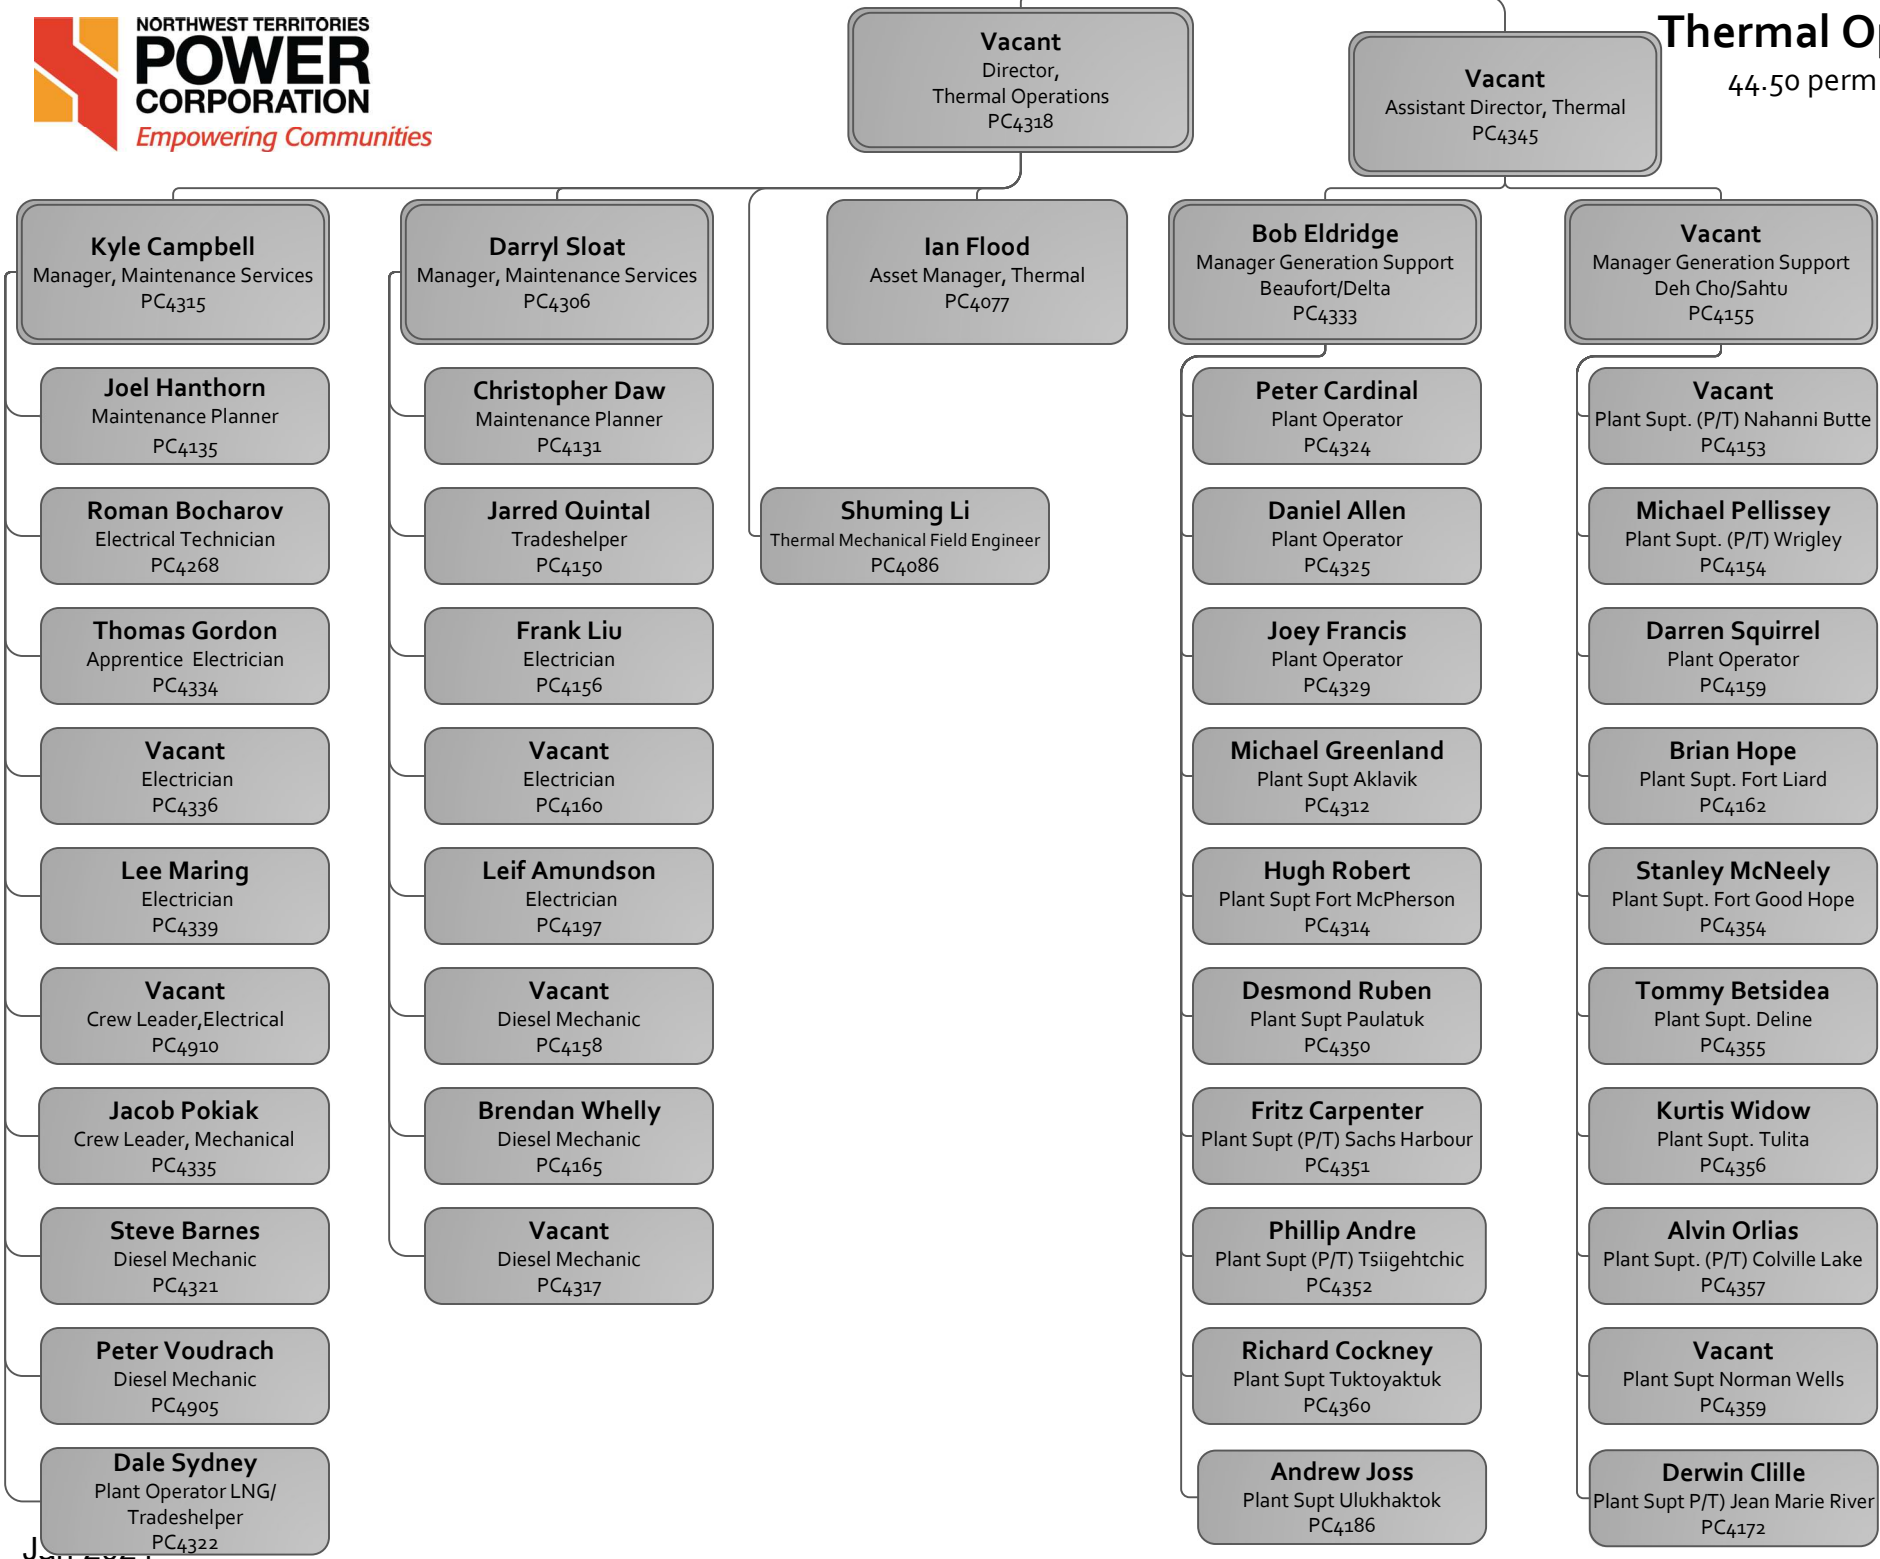 NORTHWEST TERRITORIES
POWER
CORPORATION
Empowering Communities
Vacant
Director,
Thermal Operations
PC4318
Vacant
Assistant Director, Thermal
PC4345
Thermal Op
44.50 perm
Kyle Campbell
Manager, Maintenance Services
PC4315
Joel Hanthorn
Maintenance Planner
PC4135
Roman Bocharov
Electrical Technician
PC4268
Thomas Gordon
Apprentice Electrician
PC4334
Vacant
Electrician
PC4336
Lee Maring
Electrician
PC4339
Vacant
Crew Leader,Electrical
PC4910
Jacob Pokiak
Crew Leader, Mechanical
PC4335
Steve Barnes
Diesel Mechanic
PC4321
Peter Voudrach
Diesel Mechanic
PC4905
Dale Sydney
Plant Operator LNG/
Tradeshelper
PC4322
Darryl Sloat
Manager, Maintenance Services
PC4306
Christopher Daw
Maintenance Planner
PC4131
Jarred Quintal
Tradeshelper
PC4150
Frank Liu
Electrician
PC4156
Vacant
Electrician
PC4160
Leif Amundson
Electrician
PC4197
Vacant
Diesel Mechanic
PC4158
Brendan Whelly
Diesel Mechanic
PC4165
Vacant
Diesel Mechanic
PC4317
Ian Flood
Asset Manager, Thermal
PC4077
Shuming Li
Thermal Mechanical Field Engineer
PC4086
Bob Eldridge
Manager Generation Support
Beaufort/Delta
PC4333
Peter Cardinal
Plant Operator
PC4324
Daniel Allen
Plant Operator
PC4325
Joey Francis
Plant Operator
PC4329
Michael Greenland
Plant Supt Aklavik
PC4312
Hugh Robert
Plant Supt Fort McPherson
PC4314
Desmond Ruben
Plant Supt Paulatuk
PC4350
Fritz Carpenter
Plant Supt (P/T) Sachs Harbour
PC4351
Phillip Andre
Plant Supt (P/T) Tsiigehtchic
PC4352
Richard Cockney
Plant Supt Tuktoyaktuk
PC4360
Andrew Joss
Plant Supt Ulukhaktok
PC4186
Vacant
Manager Generation Support
Deh Cho/Sahtu
PC4155
Vacant
Plant Supt. (P/T) Nahanni Butte
PC4153
Michael Pellissey
Plant Supt. (P/T) Wrigley
PC4154
Darren Squirrel
Plant Operator
PC4159
Brian Hope
Plant Supt. Fort Liard
PC4162
Stanley McNeely
Plant Supt. Fort Good Hope
PC4354
Tommy Betsidea
Plant Supt. Deline
PC4355
Kurtis Widow
Plant Supt. Tulita
PC4356
Alvin Orlias
Plant Supt. (P/T) Colville Lake
PC4357
Vacant
Plant Supt Norman Wells
PC4359
Derwin Clille
Plant Supt P/T) Jean Marie River
PC4172